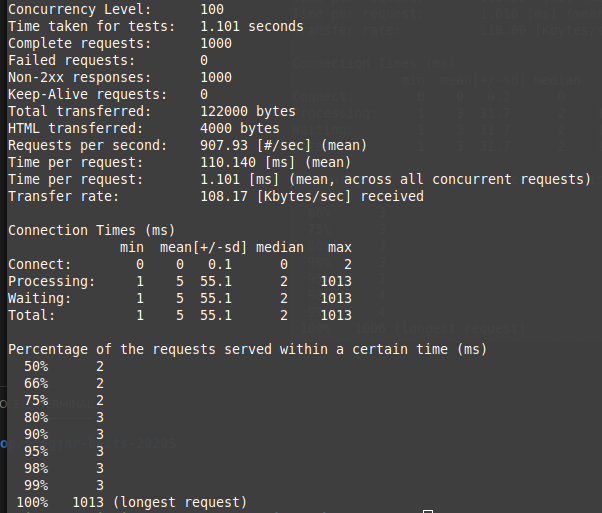 Concurrency Level:      100
Time taken for tests:   1.101 seconds
Complete requests:      1000
Failed requests:        0
Non-2xx responses:      1000
Keep-Alive requests:    0
Total transferred:      122000 bytes
HTML transferred:       4000 bytes
Requests per second:    907.93 [#/sec] (mean)
Time per request:       110.140 [ms] (mean)
Time per request:       1.101 [ms] (mean, across all concurrent requests)
Transfer rate:          108.17 [Kbytes/sec] received

Connection Times (ms)
              min  mean[+/-sd] median   max
Connect:        0    0   0.1      0       2
Processing:     1    5  55.1      2    1013
Waiting:        1    5  55.1      2    1013
Total:          1    5  55.1      2    1013

Percentage of the requests served within a certain time (ms)
  50%      2
  66%      2
  75%      2
  80%      3
  90%      3
  95%      3
  98%      3
  99%      3
 100%   1013 (longest request)